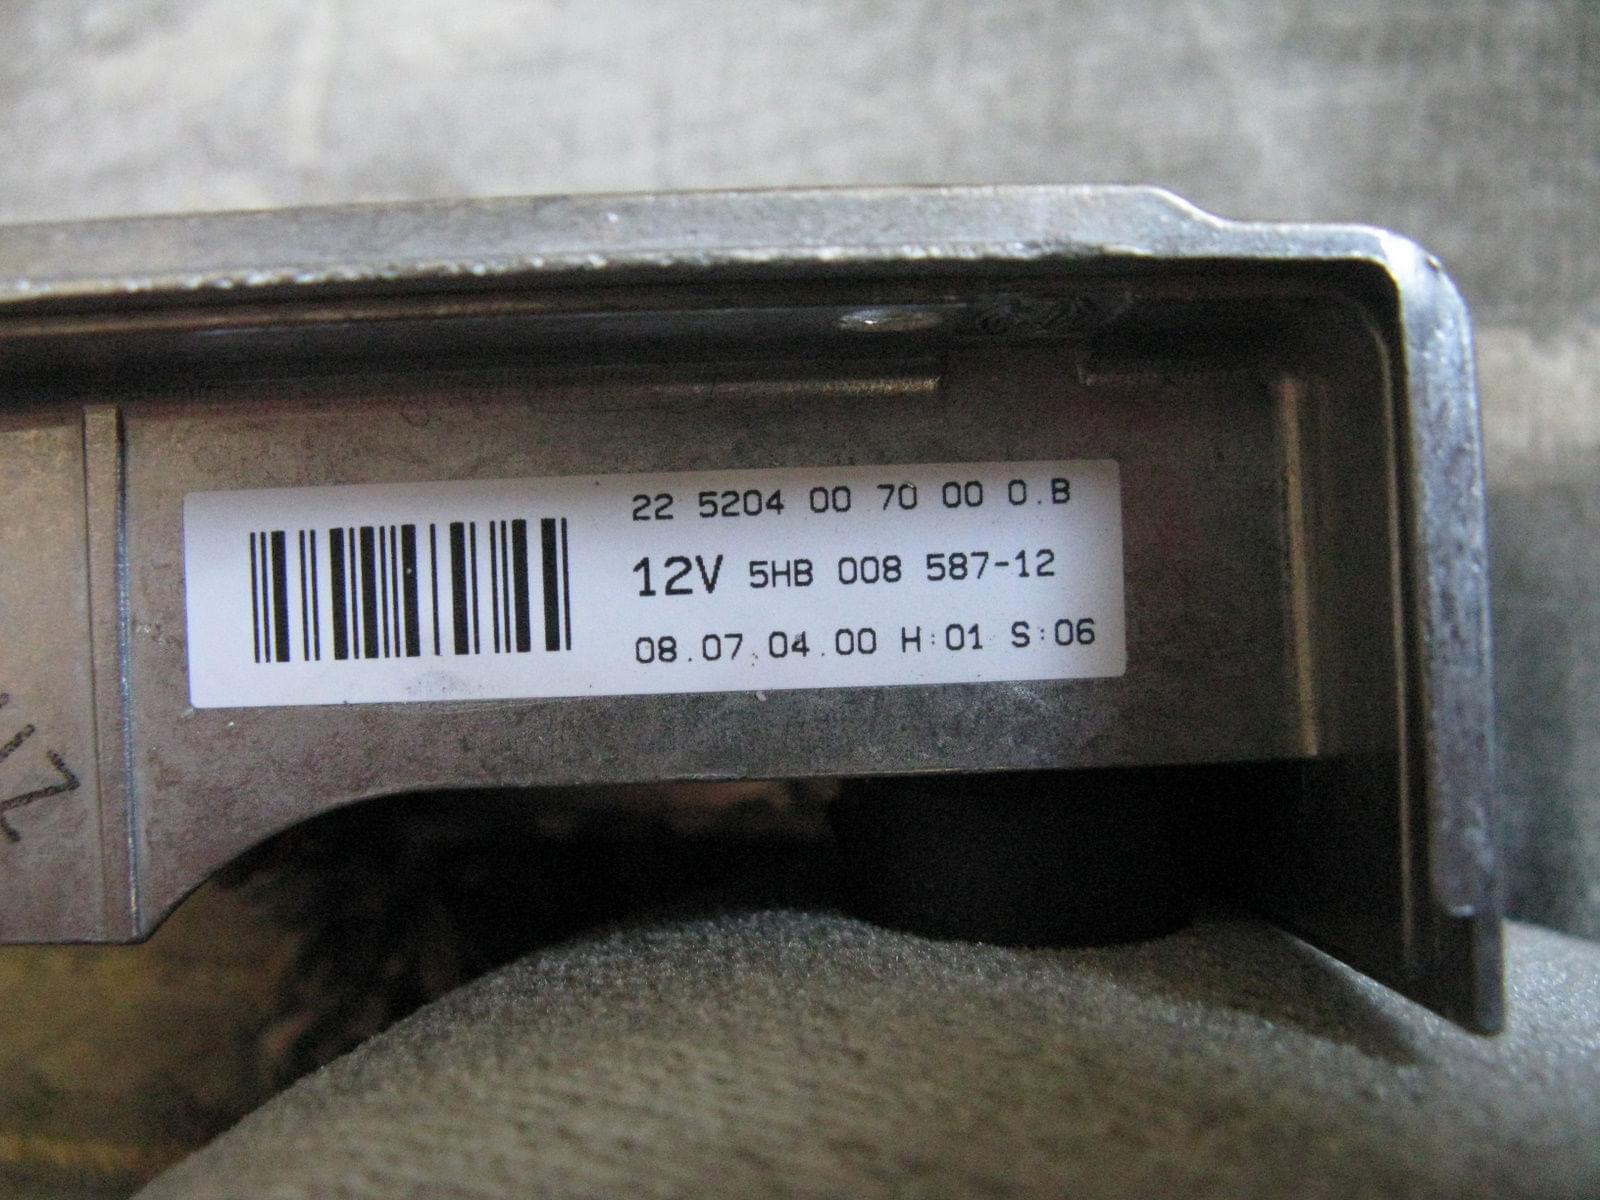 22 5204 00 70 00 0.B
12V 5HB 008 587-12
08.07.04.00 H:01 S:06